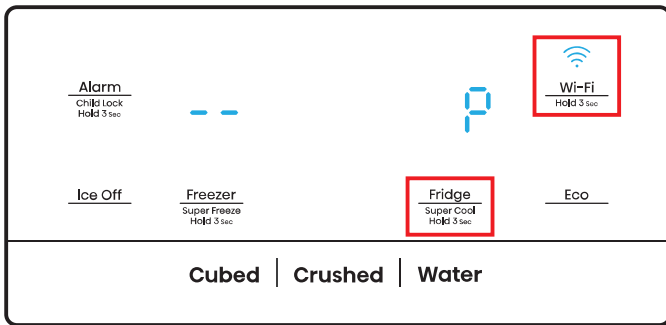 Alarm
Child Lock
Hold 3 Sec
-- P
Wi-Fi
Hold 3 Sec
Ice Off
Freezer
Super Freeze
Hold 3 Sec
Fridge
Super Cool
Hold 3 Sec
Eco
Cubed | Crushed | Water